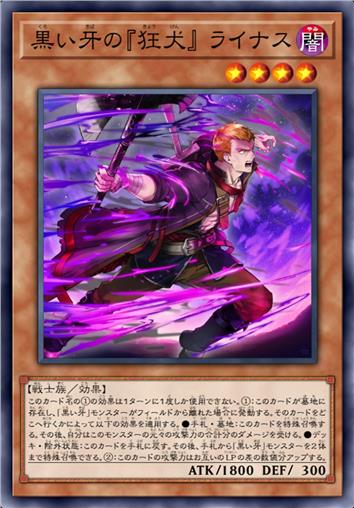 黒い牙の『狂犬』ライナス
闇
【戦士族/効果】
このカード名の①の効果は1ターンに1度しか使用できない。①:このカードが墓地に
存在し、「黒い牙」モンスターがフィールドから離れた場合に発動する。そのカードを
どこへ行くかによって以下の効果を適用する。●手札・墓地:このカードを特殊召喚す
る。その後、自分はこのモンスターの元々の攻撃力の合計分のダメージを受ける。●デッ
キ・除外状態:このカードを手札に戻す。その後、手札から「黒い牙」モンスターを2体
まで特殊召喚できる。②:このカードの攻撃力はお互いのLPの差の数値分アップする。
ATK/1800 DEF/ 300